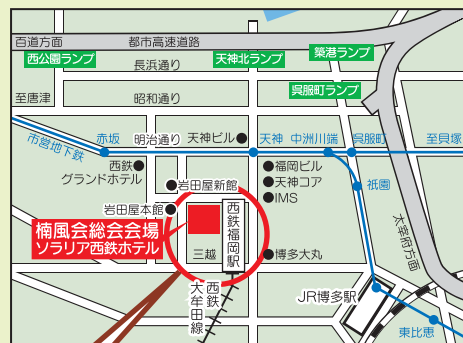 百道方面 都市高速道路
西公園ランプ
天神北ランプ
築港ランプ
長浜通り
呉服町ランプ
至唐津 昭和通り
市営地下鉄
赤坂
明治通り
天神ビル
天神 中洲川端 呉服町 至貝塚
西鉄
グランドホテル
福岡ビル
天神コア
IMS
祇園
岩田屋新館
岩田屋本館
西鉄福岡駅
太宰府方面
楠風会総会会場
ソラリア西鉄ホテル
三越
博多大丸
西鉄
大牟田線
JR博多駅
東比恵